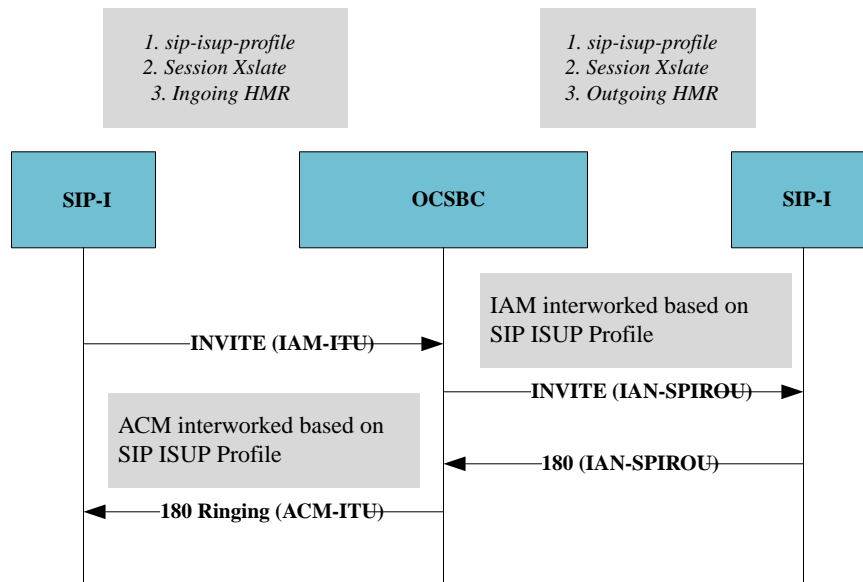 1. sip-isup-profile
2. Session Xslate
3. Ingoing HMR
1. sip-isup-profile
2. Session Xslate
3. Outgoing HMR
SIP-I
OCSBC
SIP-I
IAM interworked based on
SIP ISUP Profile
INVITE (IAM-ITU)
INVITE (IAN-SPIROU)
ACM interworked based on
SIP ISUP Profile
180 (IAN-SPIROU)
180 Ringing (ACM-ITU)